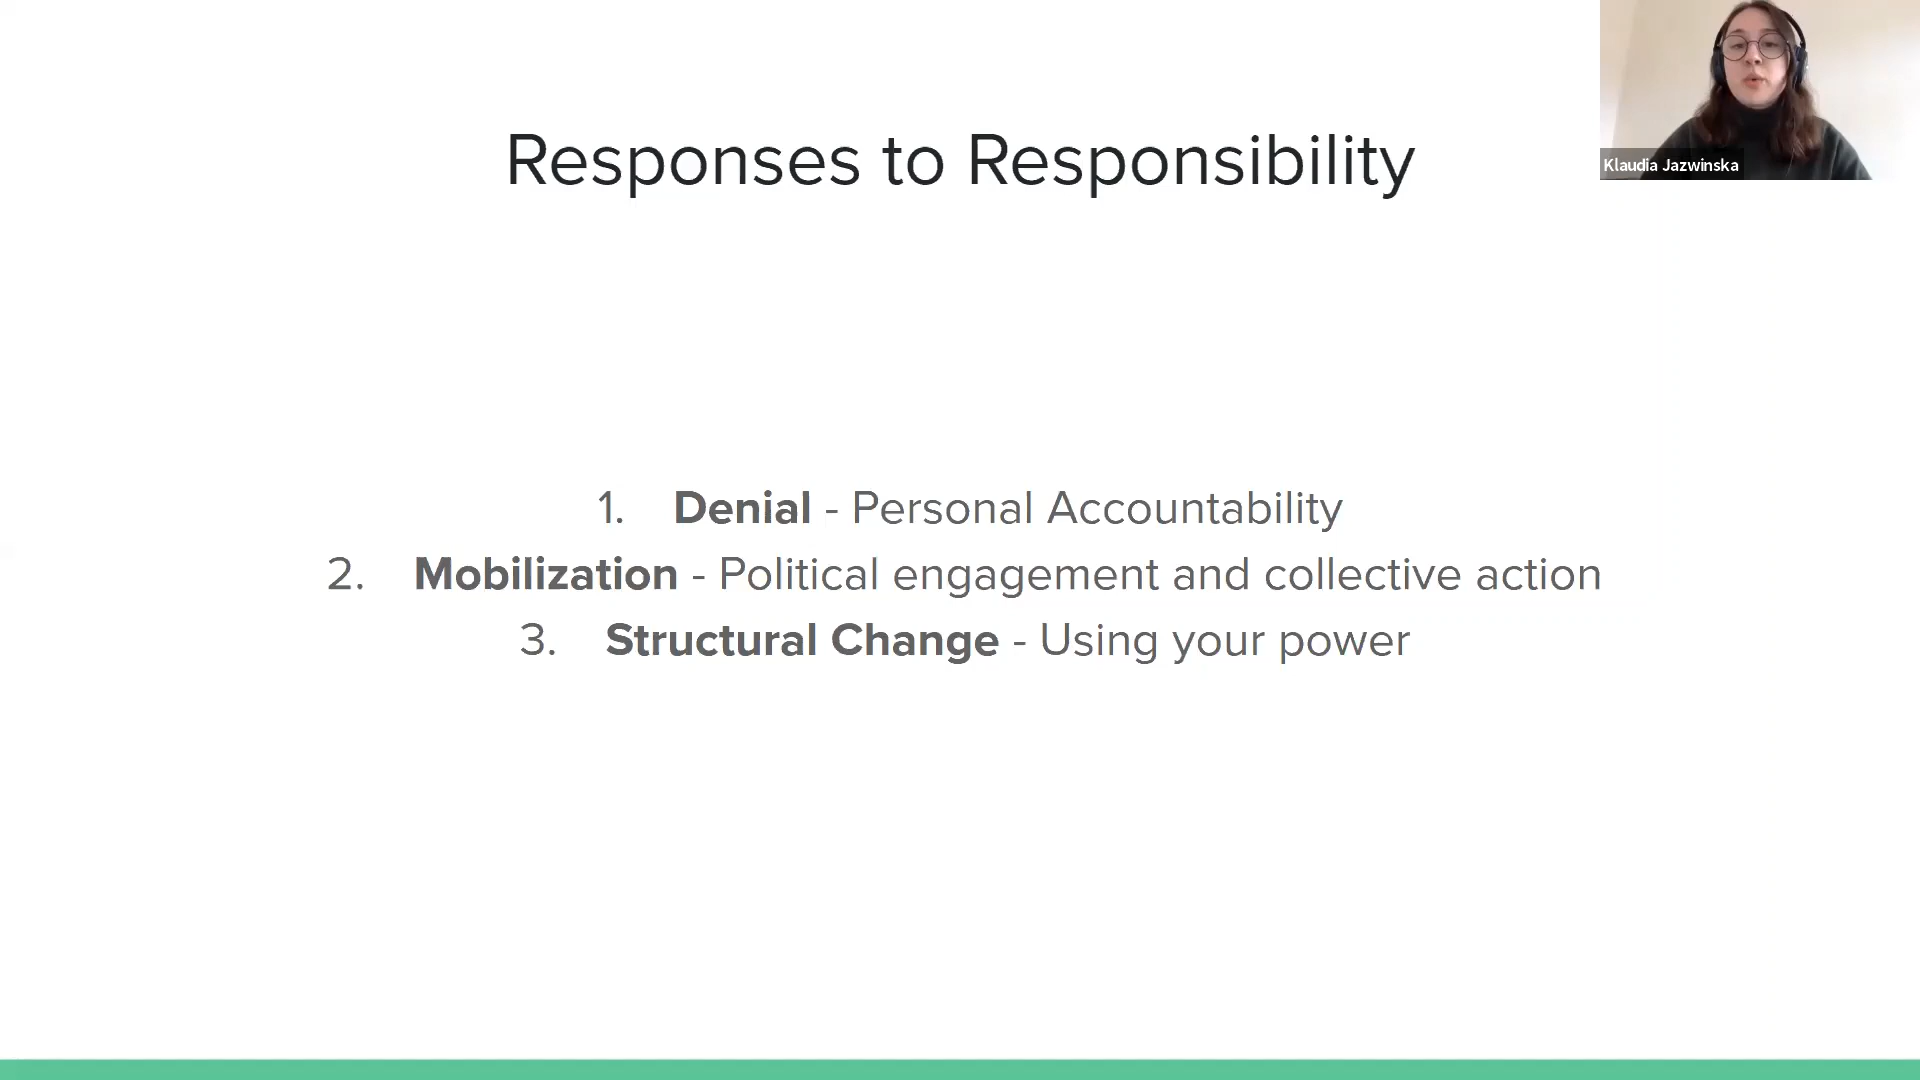 Responses to Responsibility
Klaudia Jazwinska
1. Denial - Personal Accountability
2. Mobilization - Political engagement and collective action
3. Structural Change - Using your power